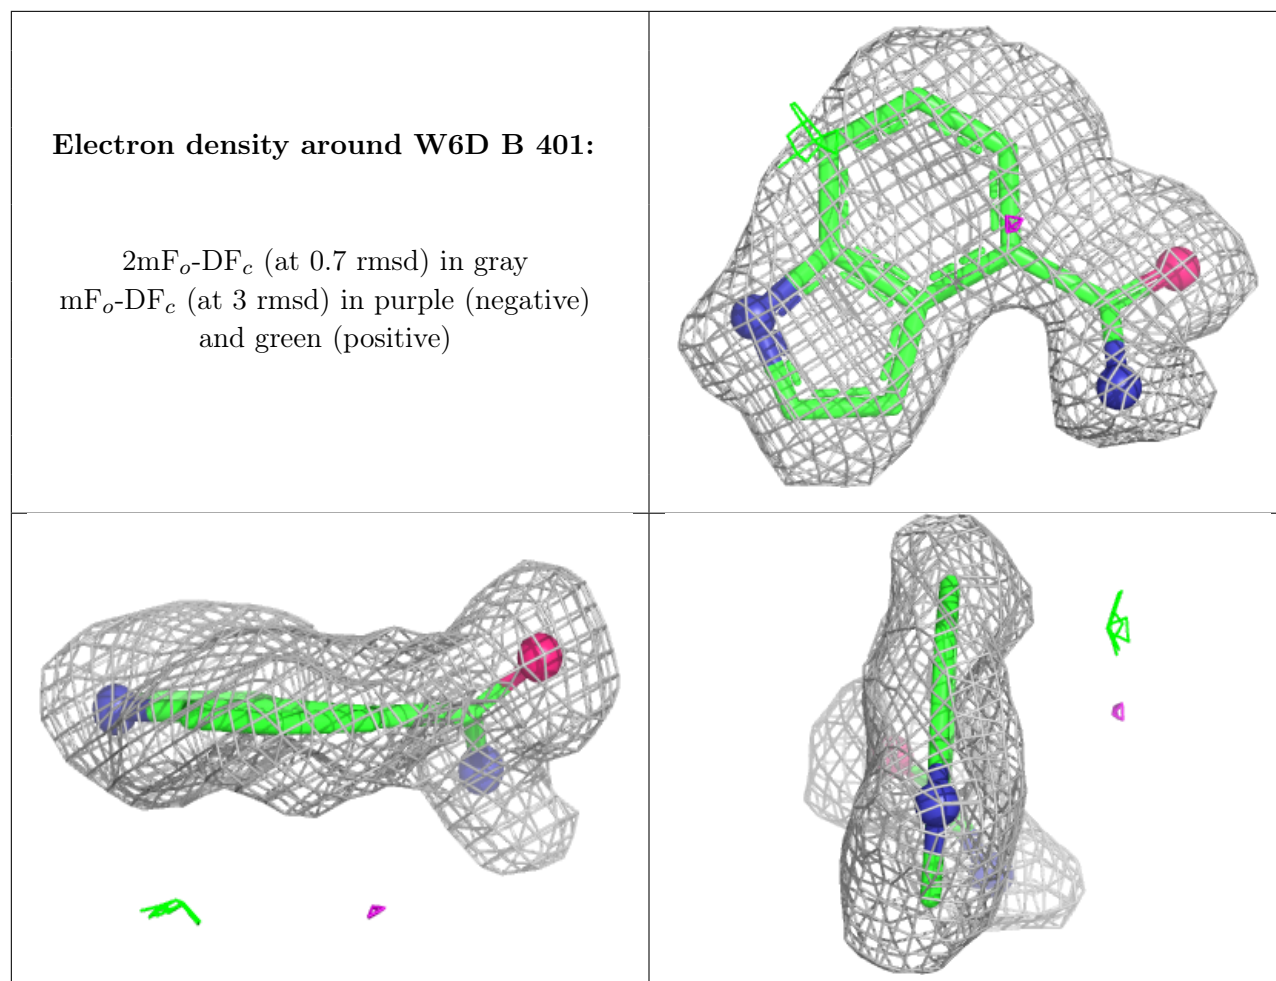 Electron density around W6D B 401:
2mFo-DFc (at 0.7 rmsd) in gray
mFo-DFc (at 3 rmsd) in purple (negative)
and green (positive)